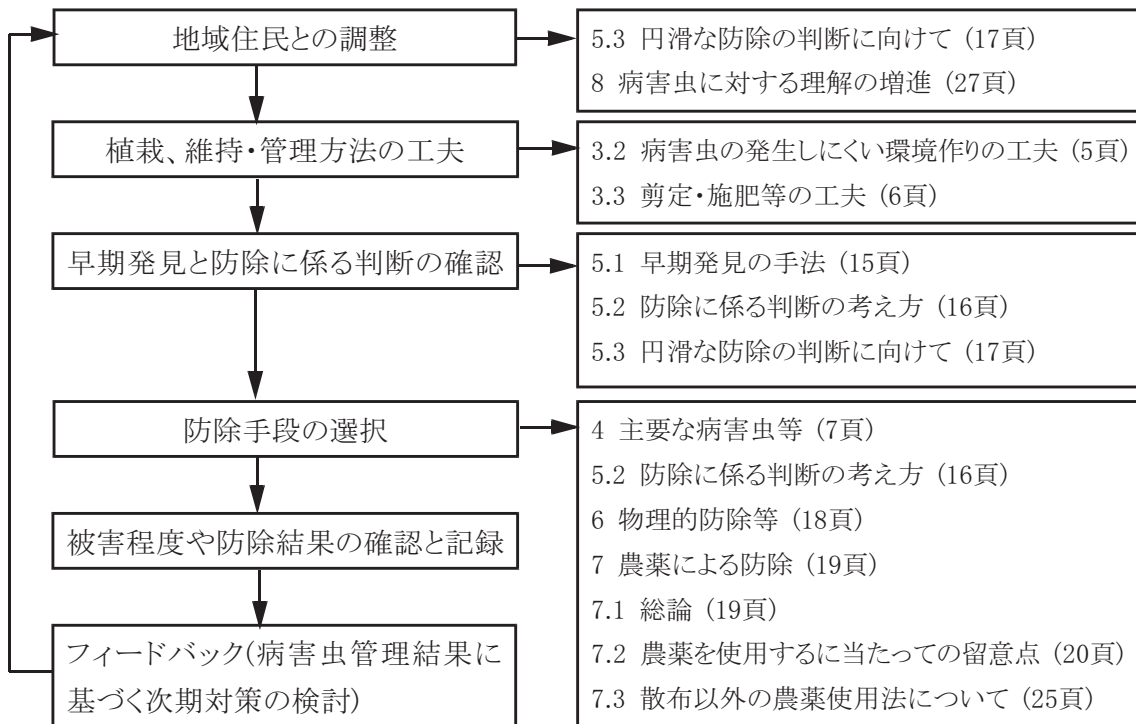 地域住民との調整
5.3 円滑な防除の判断に向けて (17頁)
8 病害虫に対する理解の増進 (27頁)
植栽、維持・管理方法の工夫
3.2 病害虫の発生しにくい環境作りの工夫 (5頁)
3.3 剪定・施肥等の工夫 (6頁)
早期発見と防除に係る判断の確認
5.1 早期発見の手法 (15頁)
5.2 防除に係る判断の考え方 (16頁)
5.3 円滑な防除の判断に向けて (17頁)
防除手段の選択
4 主要な病害虫等 (7頁)
5.2 防除に係る判断の考え方 (16頁)
6 物理的防除等 (18頁)
7 農薬による防除 (19頁)
7.1 総論 (19頁)
7.2 農薬を使用するに当たっての留意点 (20頁)
7.3 散布以外の農薬使用法について (25頁)
被害程度や防除結果の確認と記録
フィードバック(病害虫管理結果に
基づく次期対策の検討)